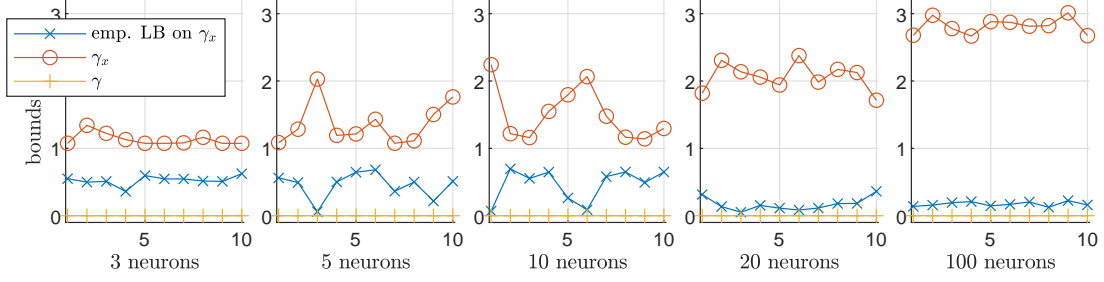 3 3 3 3 3
emp. LB on γx
γx
γ
2 2 2 2
bounds
1 1 1 1 1
0 0 0 0 0
5 10 5 10 5 10 5 10 5 10
3 neurons 5 neurons 10 neurons 20 neurons 100 neurons